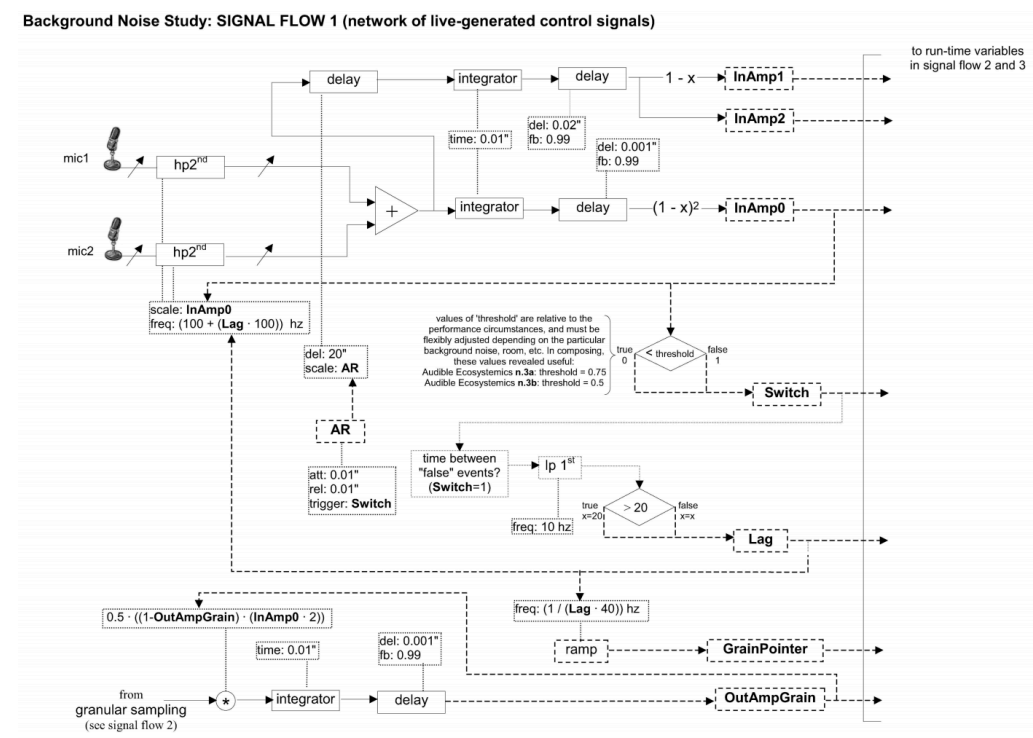 Background Noise Study: SIGNAL FLOW 1 (network of live-generated control signals)
to run-time variables
in signal flow 2 and 3
delay
integrator
delay
1 - x
InAmp1
InAmp2
time: 0.01"
del: 0.02"
fb: 0.99
del: 0.001"
fb: 0.99
mic1
hp2nd
+
integrator
delay
(1 - x)2
InAmp0
mic2
hp2nd
scale: InAmp0
freq: (100 + (Lag · 100)) hz
values of 'threshold' are relative to the
performance circumstances, and must be
flexibly adjusted depending on the particular
background noise, room, etc. In composing,
these values revealed useful:
Audible Ecosystemics n.3a: threshold = 0.75
Audible Ecosystemics n.3b: threshold = 0.5
true
0
< threshold
false
1
del: 20"
scale: AR
Switch
AR
att: 0.01"
rel: 0.01"
trigger: Switch
time between
"false" events?
(Switch=1)
lp 1st
freq: 10 hz
true
x=20
> 20
false
x=x
Lag
freq: (1 / (Lag · 40)) hz
0.5 · ((1-OutAmpGrain) · (InAmp0 · 2))
time: 0.01"
del: 0.001"
fb: 0.99
ramp
GrainPointer
from
granular sampling
(see signal flow 2)
*
integrator
delay
OutAmpGrain